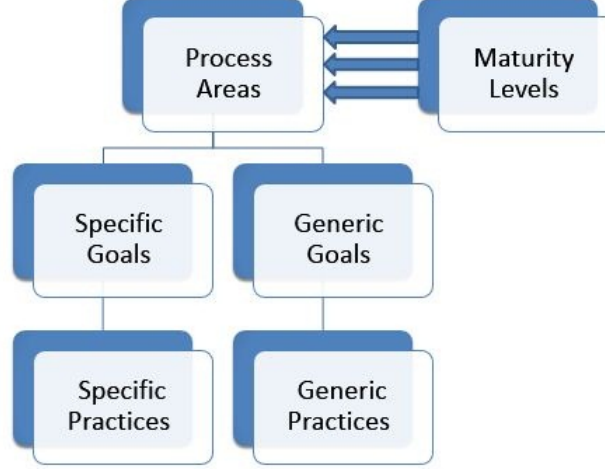 Process
Areas
Maturity
Levels
Specific
Goals
Generic
Goals
Specific
Practices
Generic
Practices